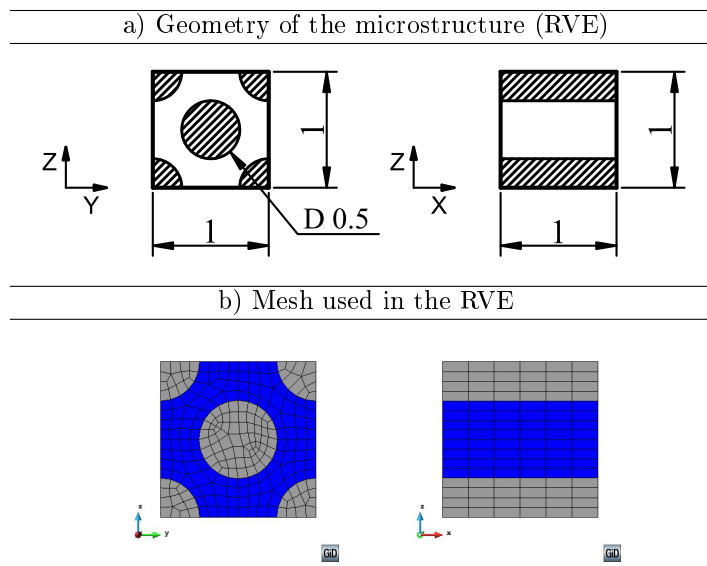 a) Geometry of the microstructure (RVE)
Z
Y
1
1
D 0.5
Z
X
1
1
b) Mesh used in the RVE
z
y
GiD
z
x
GiD